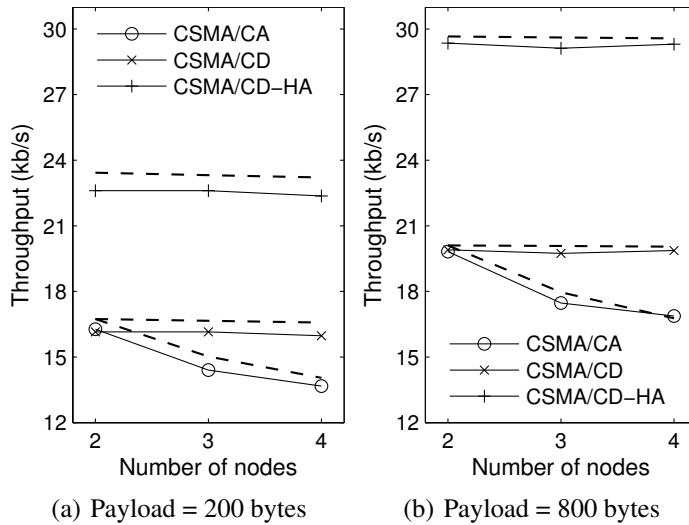 30
27
24
21
18
15
12
Throughput (kb/s)
CSMA/CA
CSMA/CD
CSMA/CD−HA
2 3 4
Number of nodes
(a) Payload = 200 bytes
30
27
24
21
18
15
12
Throughput (kb/s)
CSMA/CA
CSMA/CD
CSMA/CD−HA
2 3 4
Number of nodes
(b) Payload = 800 bytes